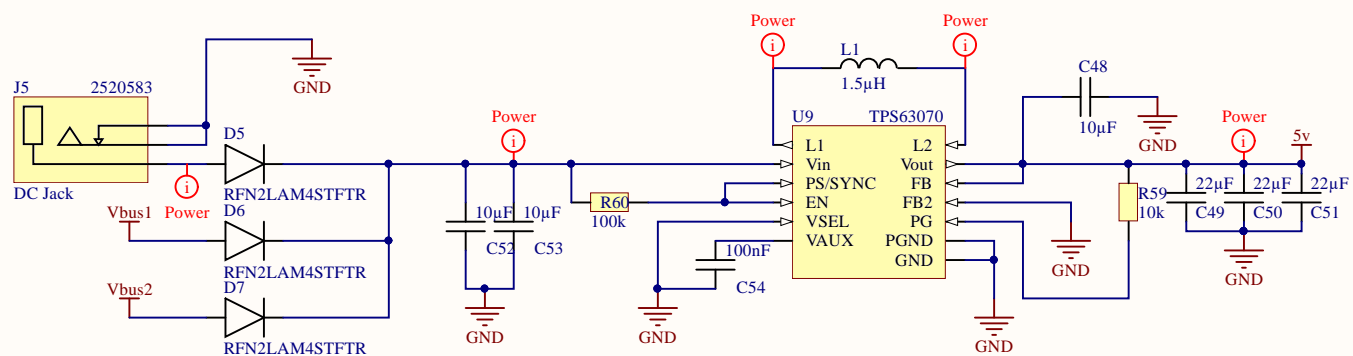 Power
Power
L1
1.5µH
C48
10µF
GND
GND
J5
2520583
DC Jack
Power
D5
RFN2LAM4STFTR
Vbus1
D6
RFN2LAM4STFTR
Vbus2
D7
RFN2LAM4STFTR
Power
10µF
C52
10µF
C53
GND
R60
100k
GND
100nF
C54
U9
TPS63070
L1
L2
Vin
Vout
PS/SYNC
FB
EN
FB2
VSEL
PG
VAUX
PGND
GND
GND
GND
R59
10k
Power
5v
22µF
C49
22µF
C50
22µF
C51
GND